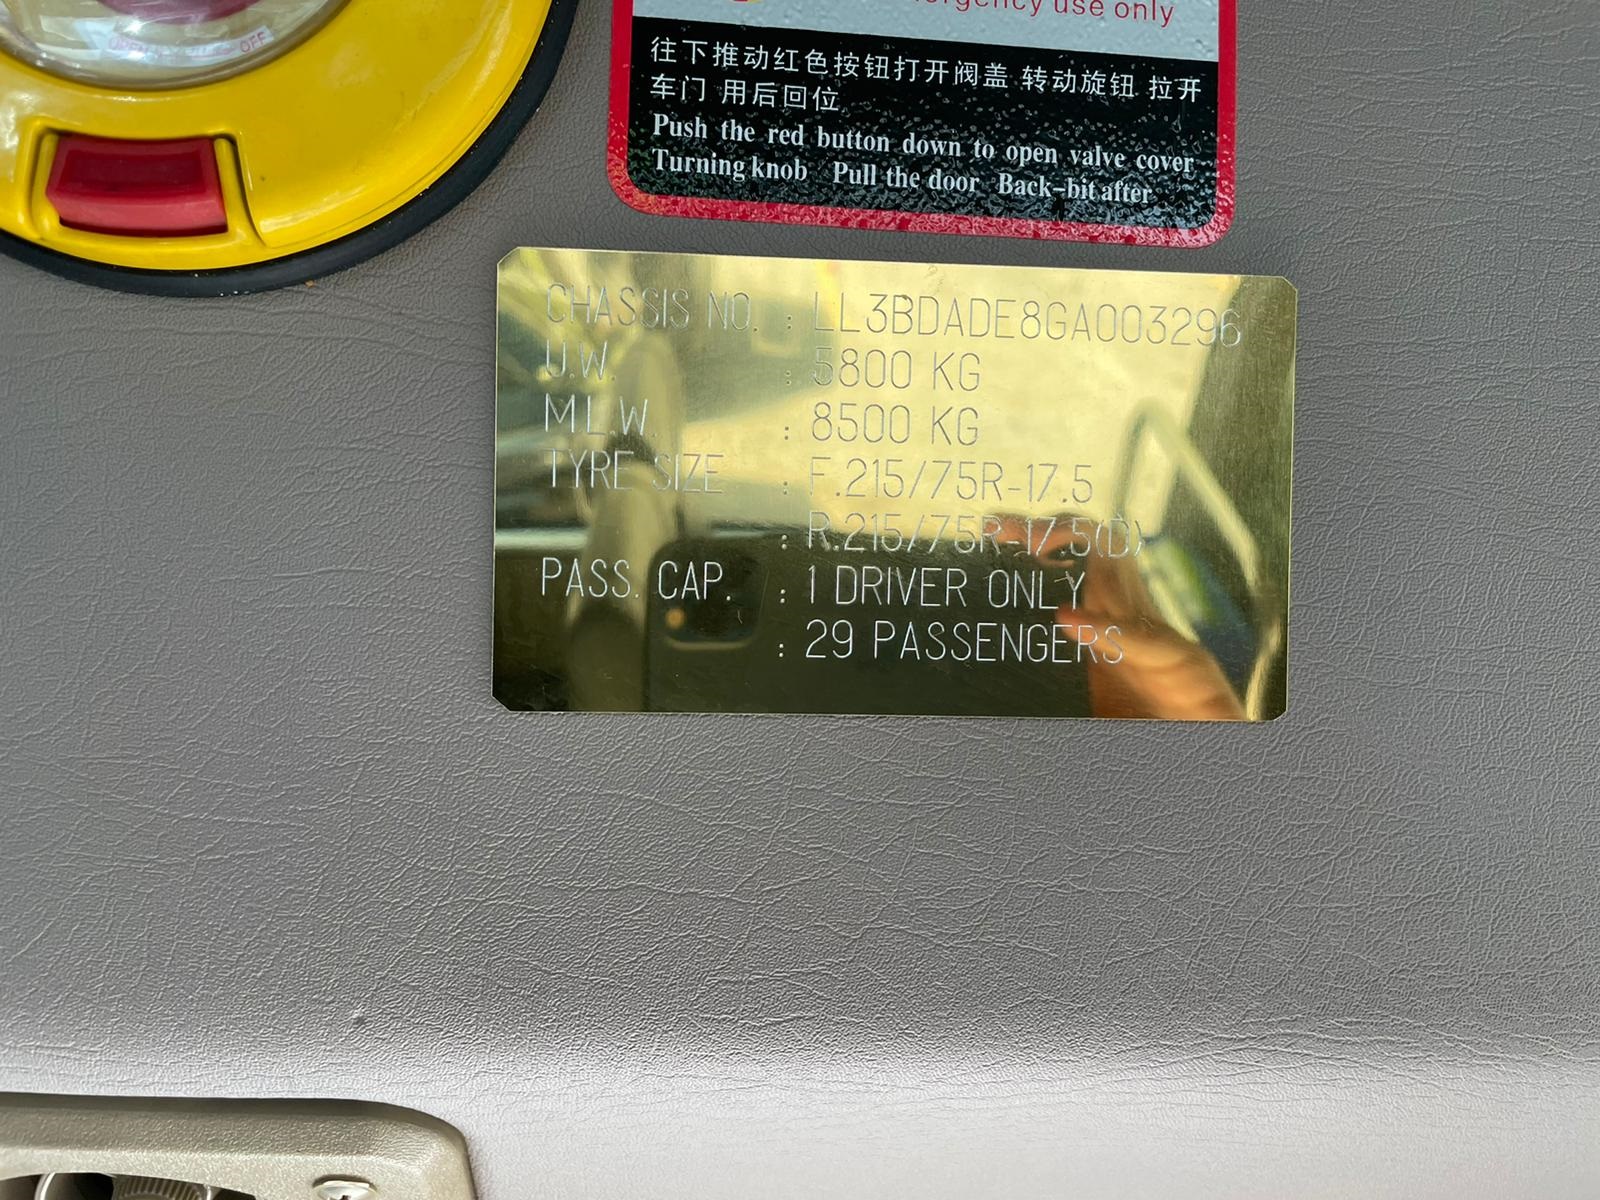 OFF
emergency use only
往下推动红色按钮打开阀盖 转动旋钮 拉开
车门 用后回位
Push the red button down to open valve cover
Turning knob Pull the door Back-bit after
CHASSIS NO. : LL3BDADE8GA003296
U.W. : 5800 KG
M.L.W. : 8500 KG
TYRE SIZE : F.215/75R-17.5
: R.215/75R-17.5(D)
PASS. CAP. : 1 DRIVER ONLY
: 29 PASSENGERS